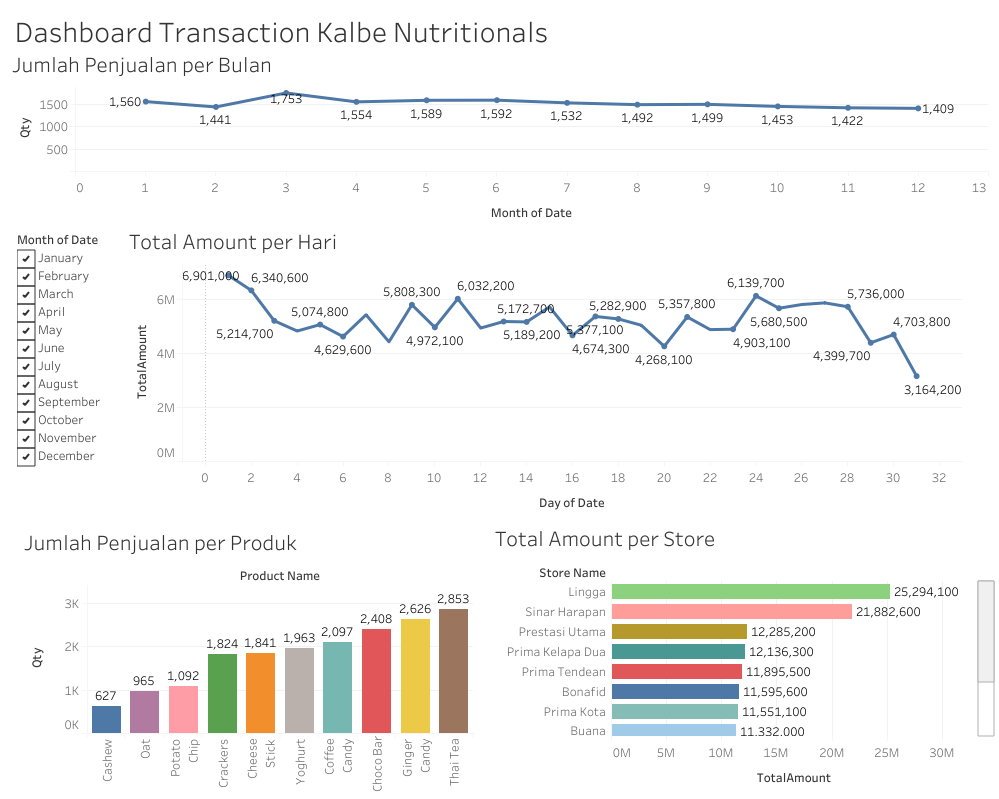 Dashboard Transaction Kalbe Nutritionals
Jumlah Penjualan per Bulan
Qty
1500
1000
500
1,560
1,441
1,753
1,554
1,589
1,592
1,532
1,492
1,499
1,453
1,422
1,409
0 1 2 3 4 5 6 7 8 9 10 11 12 13
Month of Date
Month of Date
January
February
March
April
May
June
July
August
September
October
November
December
Total Amount per Hari
TotalAmount
6M
4M
2M
0M
6,901,000
6,340,600
5,214,700
5,074,800
4,629,600
5,808,300
4,972,100
6,032,200
5,172,700
5,189,200
4,674,300
5,377,100
5,282,900
4,268,100
5,357,800
4,903,100
6,139,700
5,680,500
5,736,000
4,399,700
4,703,800
3,164,200
0 2 4 6 8 10 12 14 16 18 20 22 24 26 28 30 32
Day of Date
Jumlah Penjualan per Produk
Product Name
Qty
3K
2K
1K
0K
627
965
1,092
1,824
1,841
1,963
2,097
2,408
2,626
2,853
Cashew
Oat
Potato
Chip
Crackers
Cheese
Stick
Yoghurt
Coffee
Candy
Choco Bar
Ginger
Candy
Thai Tea
Total Amount per Store
Store Name
Lingga 25,294,100
Sinar Harapan 21,882,600
Prestasi Utama 12,285,200
Prima Kelapa Dua 12,136,300
Prima Tendean 11,895,500
Bonafid 11,595,600
Prima Kota 11,551,100
Buana 11.332.000
0M 5M 10M 15M 20M 25M 30M
TotalAmount